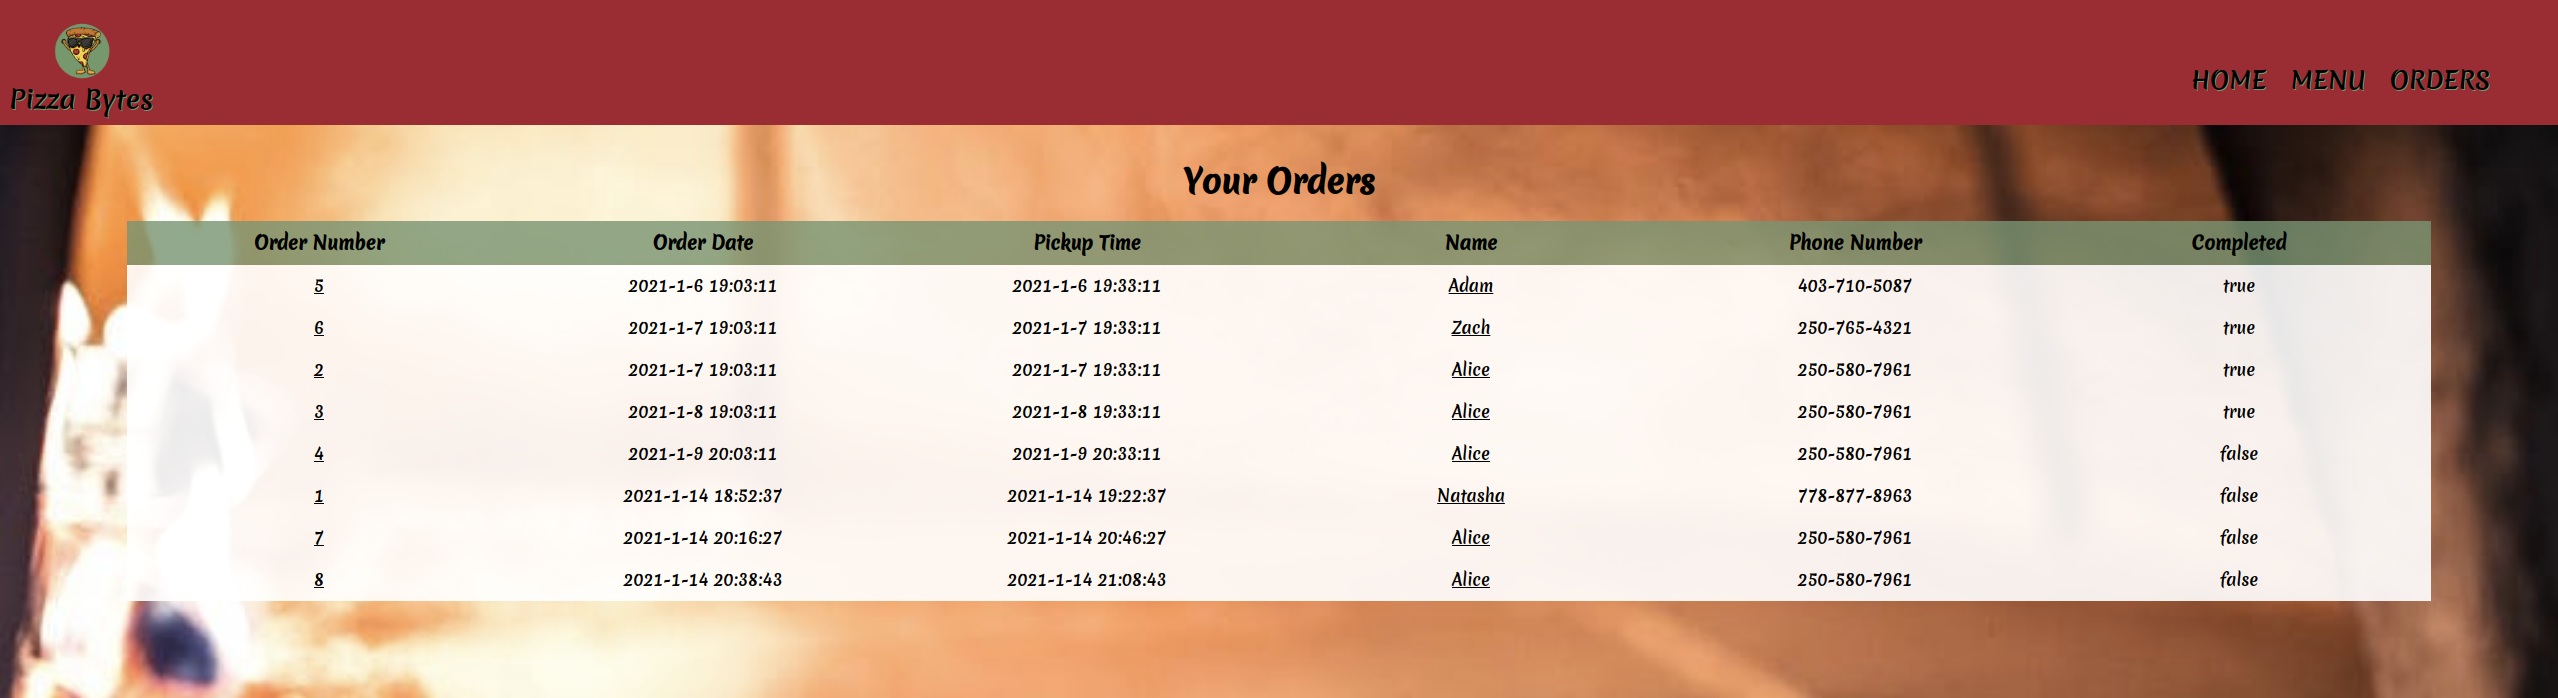 Pizza Bytes
HOME MENU ORDERS
Your Orders
Order Number Order Date Pickup Time Name Phone Number Completed
5 2021-1-6 19:03:11 2021-1-6 19:33:11 Adam 403-710-5087 true
6 2021-1-7 19:03:11 2021-1-7 19:33:11 Zach 250-765-4321 true
2 2021-1-7 19:03:11 2021-1-7 19:33:11 Alice 250-580-7961 true
3 2021-1-8 19:03:11 2021-1-8 19:33:11 Alice 250-580-7961 true
4 2021-1-9 20:03:11 2021-1-9 20:33:11 Alice 250-580-7961 false
1 2021-1-14 18:52:37 2021-1-14 19:22:37 Natasha 778-877-8963 false
7 2021-1-14 20:16:27 2021-1-14 20:46:27 Alice 250-580-7961 false
8 2021-1-14 20:38:43 2021-1-14 21:08:43 Alice 250-580-7961 false